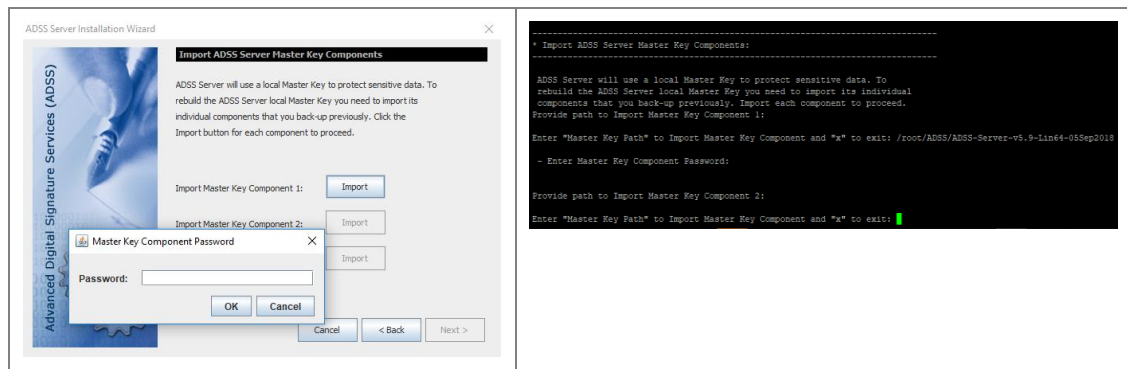 ADSS Server Installation Wizard
Advanced Digital Signature Services (ADSS)
Import ADSS Server Master Key Components
ADSS Server will use a local Master Key to protect sensitive data. To
rebuild the ADSS Server local Master Key you need to import its
individual components that you back-up previously. Click the
Import button for each component to proceed.
Import Master Key Component 1:
Import
Import Master Key Component 2:
Import
Import
Master Key Component Password
Password:
OK
Cancel
Cancel
< Back
Next >
* Import ADSS Server Master Key Components:
ADSS Server will use a local Master Key to protect sensitive data. To
rebuild the ADSS Server local Master Key you need to import its individual
components that you back-up previously. Import each component to proceed.
Provide path to Import Master Key Component 1:
Enter "Master Key Path" to Import Master Key Component and "x" to exit: /root/ADSS/ADSS-Server-v5.9-Lin64-05Sep2018
- Enter Master Key Component Password:
Provide path to Import Master Key Component 2:
Enter "Master Key Path" to Import Master Key Component and "x" to exit: